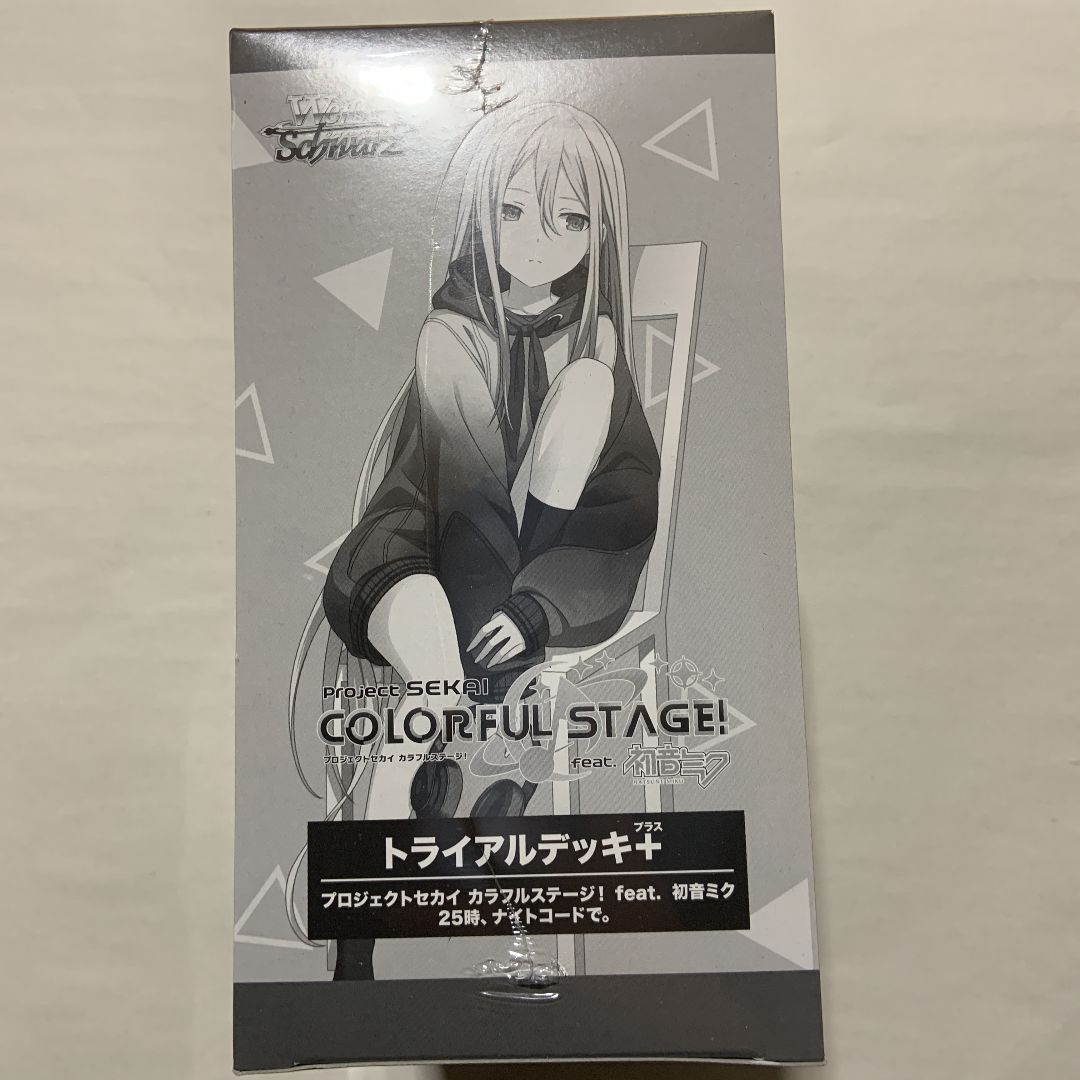 Weiß
Schwarz
Project SEKAI
COLORFUL STAGE!
プロジェクトセカイ カラフルステージ!
feat. 初音ミク
HATSUNE MIKU
プラス
トライアルデッキ+
プロジェクトセカイ カラフルステージ! feat. 初音ミク
25時、ナイトコードで。